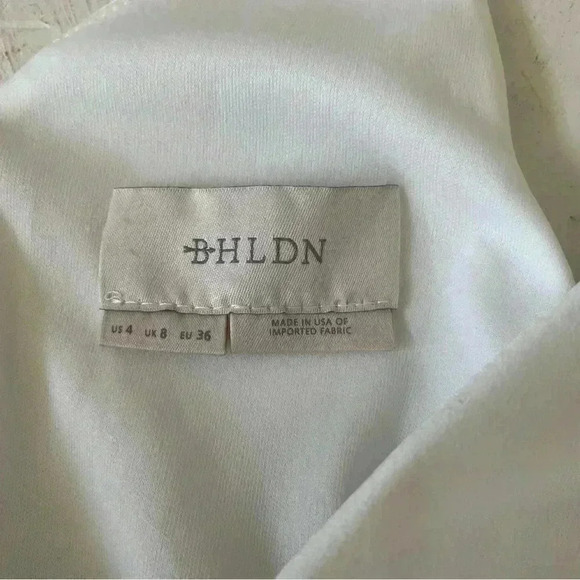 BHLDN
US 4 UK 8 EU 36
MADE IN USA OF
IMPORTED FABRIC